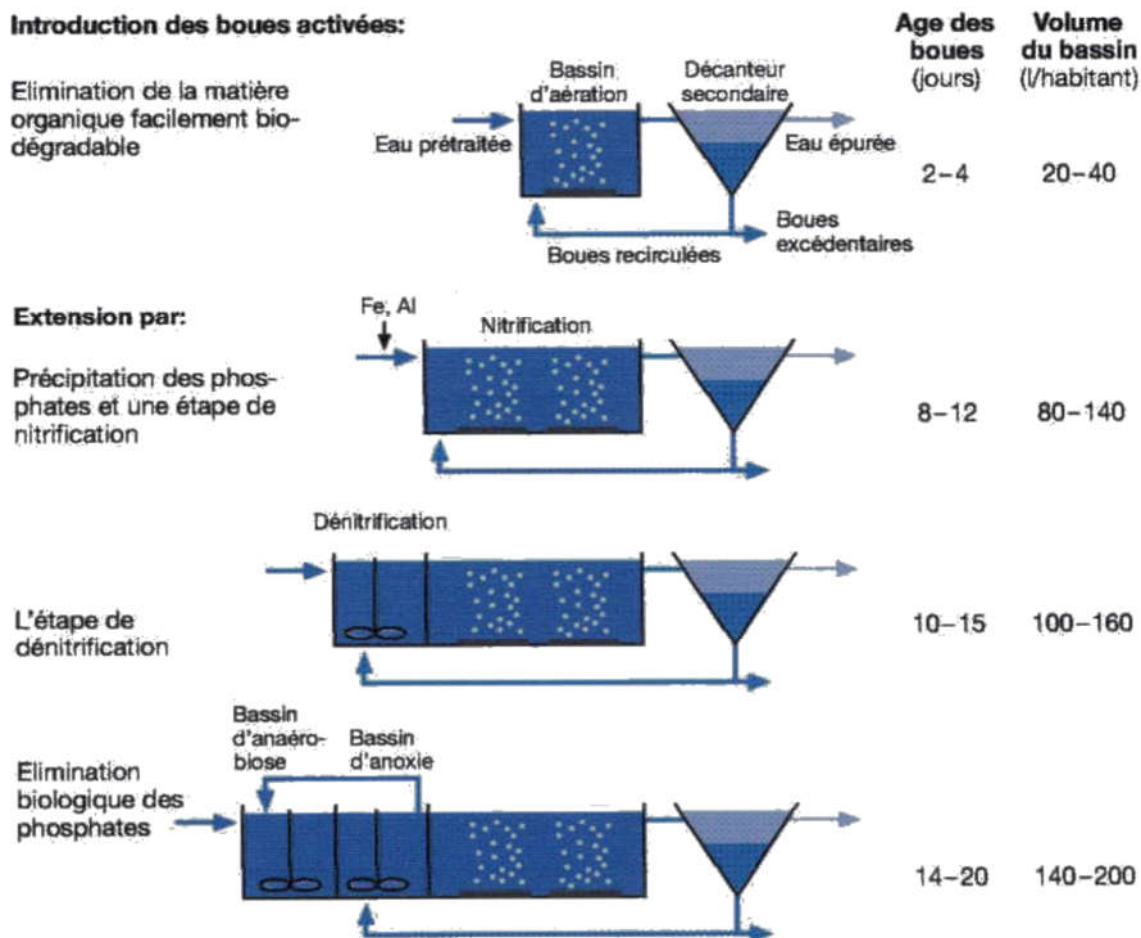 Introduction des boues activées:
Age des
boues
(jours)
Volume
du bassin
(l/habitant)
Elimination de la matière
organique facilement bio-
dégradable
Bassin
d'aération
Décanteur
secondaire
Eau prétraitée
Eau épurée
2–4
20–40
Boues
excédentaires
Boues recirculées
Extension par:
Fe, Al
Nitrification
Précipitation des phos-
phates et une étape de
nitrification
8–12
80–140
Dénitrification
L'étape de
dénitrification
10–15
100–160
Bassin
d'anaéro-
biose
Bassin
d'anoxie
Elimination
biologique des
phosphates
14–20
140–200